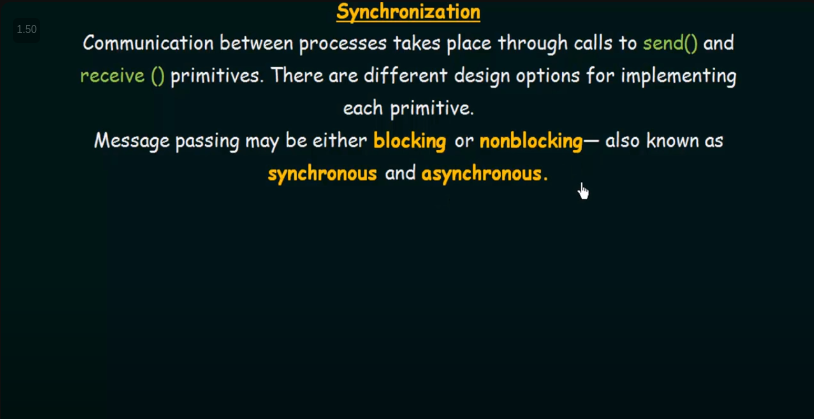 Synchronization
1.50
Communication between processes takes place through calls to send() and
receive () primitives. There are different design options for implementing
each primitive.
Message passing may be either blocking or nonblocking— also known as
synchronous and asynchronous.